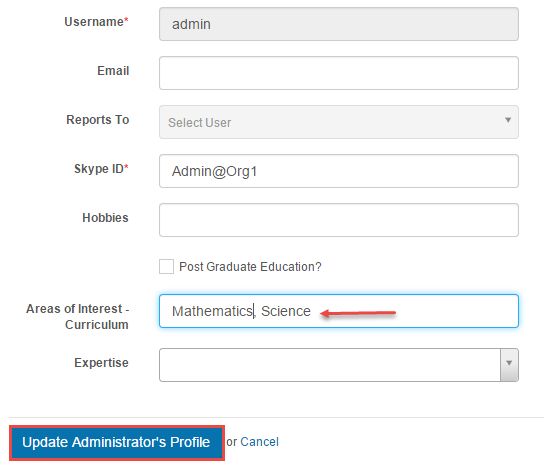 Username* admin
Email
Reports To Select User
Skype ID* Admin@Org1
Hobbies
Post Graduate Education?
Areas of Interest - Mathematics, Science
Curriculum
Expertise
Update Administrator's Profile or Cancel